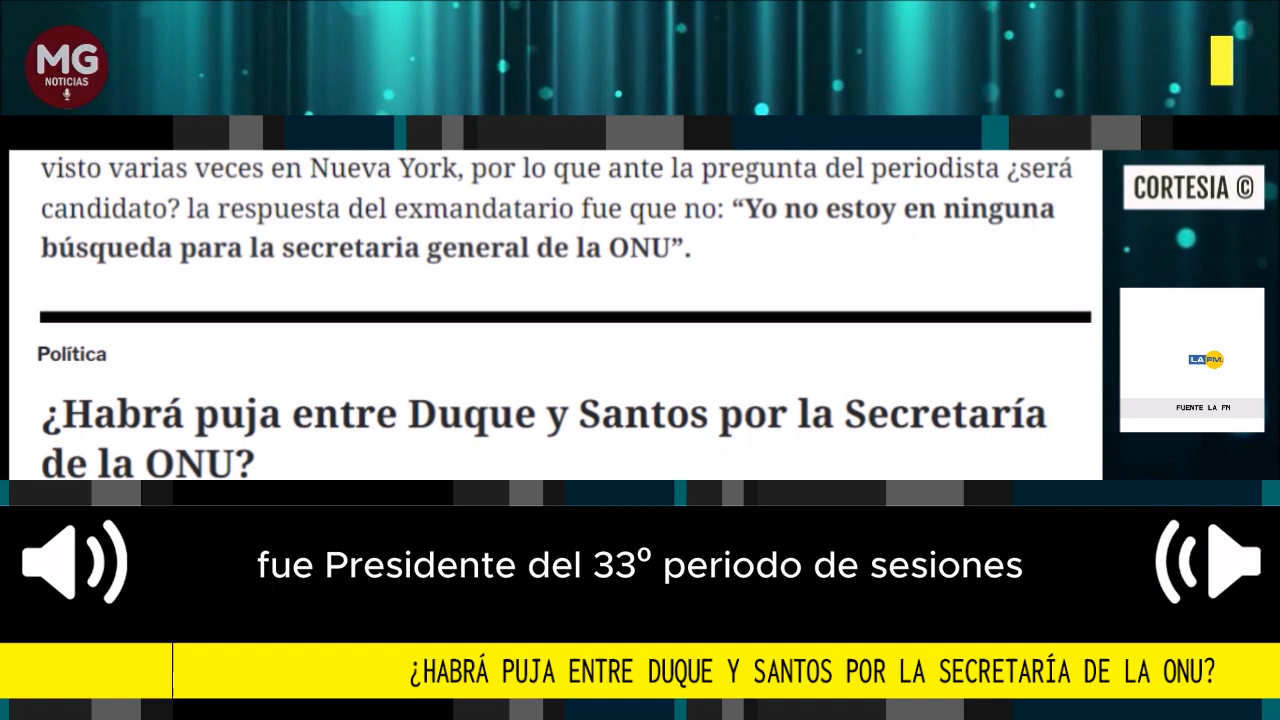 MG
NOTICIAS
visto varias veces en Nueva York, por lo que ante la pregunta del periodista ¿será
candidato? la respuesta del exmandatario fue que no: “Yo no estoy en ninguna
búsqueda para la secretaria general de la ONU”.
CORTESIA ©
Política
¿Habrá puja entre Duque y Santos por la Secretaría
de la ONU?
LA FM.
FUENTE LA FN
fue Presidente del 33º periodo de sesiones
¿HABRÁ PUJA ENTRE DUQUE Y SANTOS POR LA SECRETARÍA DE LA ONU?